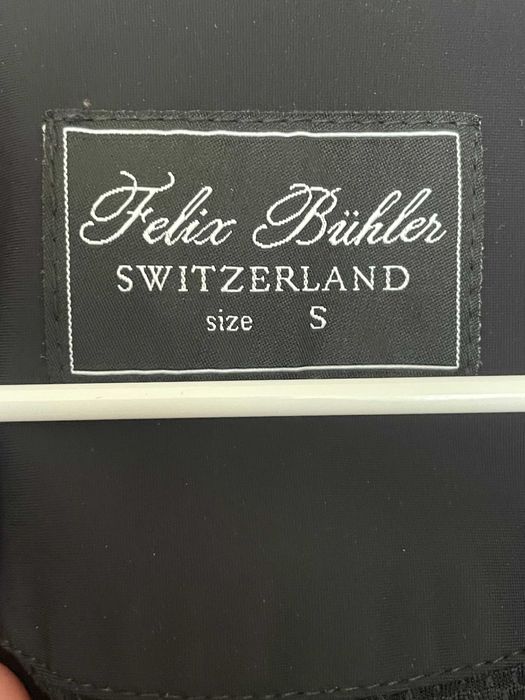 Felix Bühler
SWITZERLAND
size S